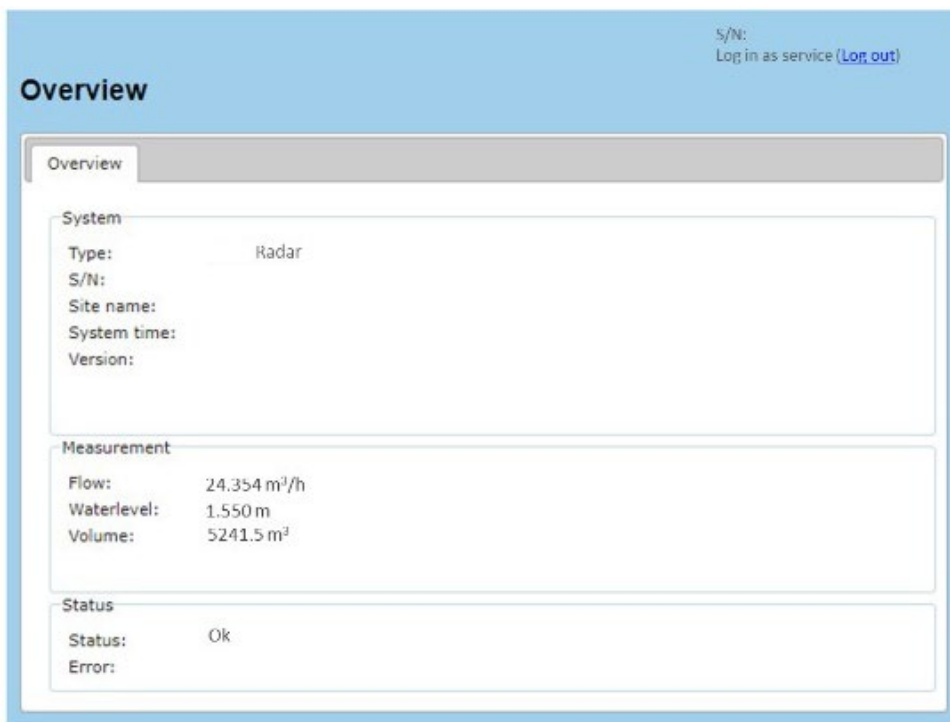 S/N:
Log in as service (Log out)
Overview
Overview
System
Type: Radar
S/N:
Site name:
System time:
Version:
Measurement
Flow: 24.354 m³/h
Waterlevel: 1.550 m
Volume: 5241.5 m³
Status
Status: Ok
Error: